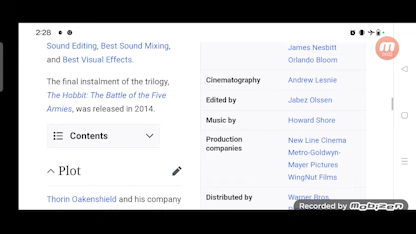 2:28
Sound Editing, Best Sound Mixing,
and Best Visual Effects.
The final instalment of the trilogy,
The Hobbit: The Battle of the Five
Armies, was released in 2014.
Contents
Plot
Thorin Oakenshield and his company
James Nesbitt
Orlando Bloom
Cinematography Andrew Lesnie
Edited by Jabez Olssen
Music by Howard Shore
Production New Line Cinema
companies Metro-Goldwyn-
Mayer Pictures
WingNut Films
Distributed by Warner Bros
Recorded by Mobizen